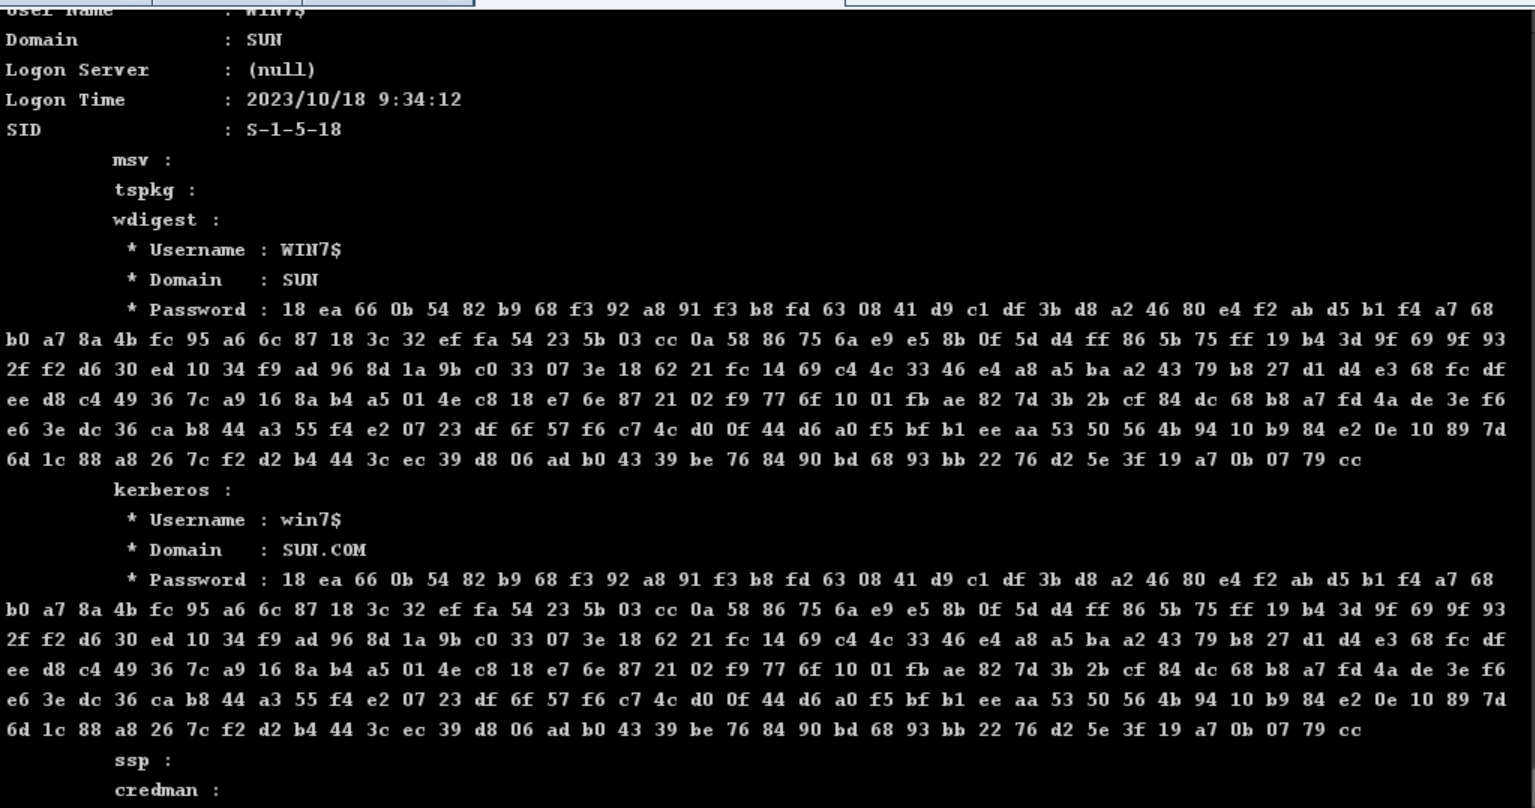 User Name : WIN7$
Domain : SUN
Logon Server : (null)
Logon Time : 2023/10/18 9:34:12
SID : S-1-5-18
msv :
tspkg :
wdigest :
* Username : WIN7$
* Domain : SUN
* Password : 18 ea 66 0b 54 82 b9 68 f3 92 a8 91 f3 b8 fd 63 08 41 d9 c1 df 3b d8 a2 46 80 e4 f2 ab d5 b1 f4 a7 68
b0 a7 8a 4b fc 95 a6 6c 87 18 3c 32 ef fa 54 23 5b 03 cc 0a 58 86 75 6a e9 e5 8b 0f 5d d4 ff 86 5b 75 ff 19 b4 3d 9f 69 9f 93
2f f2 d6 30 ed 10 34 f9 ad 96 8d 1a 9b c0 33 07 3e 18 62 21 fc 14 69 c4 4c 33 46 e4 a8 a5 ba a2 43 79 b8 27 d1 d4 e3 68 fc df
ee d8 c4 49 36 7c a9 16 8a b4 a5 01 4e c8 18 e7 6e 87 21 02 f9 77 6f 10 01 fb ae 82 7d 3b 2b cf 84 dc 68 b8 a7 fd 4a de 3e f6
e6 3e dc 36 ca b8 44 a3 55 f4 e2 07 23 df 6f 57 f6 c7 4c d0 0f 44 d6 a0 f5 bf b1 ee aa 53 50 56 4b 94 10 b9 84 e2 0e 10 89 7d
6d 1c 88 a8 26 7c f2 d2 b4 44 3c ec 39 d8 06 ad b0 43 39 be 76 84 90 bd 68 93 bb 22 76 d2 5e 3f 19 a7 0b 07 79 cc
kerberos :
* Username : win7$
* Domain : SUN.COM
* Password : 18 ea 66 0b 54 82 b9 68 f3 92 a8 91 f3 b8 fd 63 08 41 d9 c1 df 3b d8 a2 46 80 e4 f2 ab d5 b1 f4 a7 68
b0 a7 8a 4b fc 95 a6 6c 87 18 3c 32 ef fa 54 23 5b 03 cc 0a 58 86 75 6a e9 e5 8b 0f 5d d4 ff 86 5b 75 ff 19 b4 3d 9f 69 9f 93
2f f2 d6 30 ed 10 34 f9 ad 96 8d 1a 9b c0 33 07 3e 18 62 21 fc 14 69 c4 4c 33 46 e4 a8 a5 ba a2 43 79 b8 27 d1 d4 e3 68 fc df
ee d8 c4 49 36 7c a9 16 8a b4 a5 01 4e c8 18 e7 6e 87 21 02 f9 77 6f 10 01 fb ae 82 7d 3b 2b cf 84 dc 68 b8 a7 fd 4a de 3e f6
e6 3e dc 36 ca b8 44 a3 55 f4 e2 07 23 df 6f 57 f6 c7 4c d0 0f 44 d6 a0 f5 bf b1 ee aa 53 50 56 4b 94 10 b9 84 e2 0e 10 89 7d
6d 1c 88 a8 26 7c f2 d2 b4 44 3c ec 39 d8 06 ad b0 43 39 be 76 84 90 bd 68 93 bb 22 76 d2 5e 3f 19 a7 0b 07 79 cc
ssp :
credman :